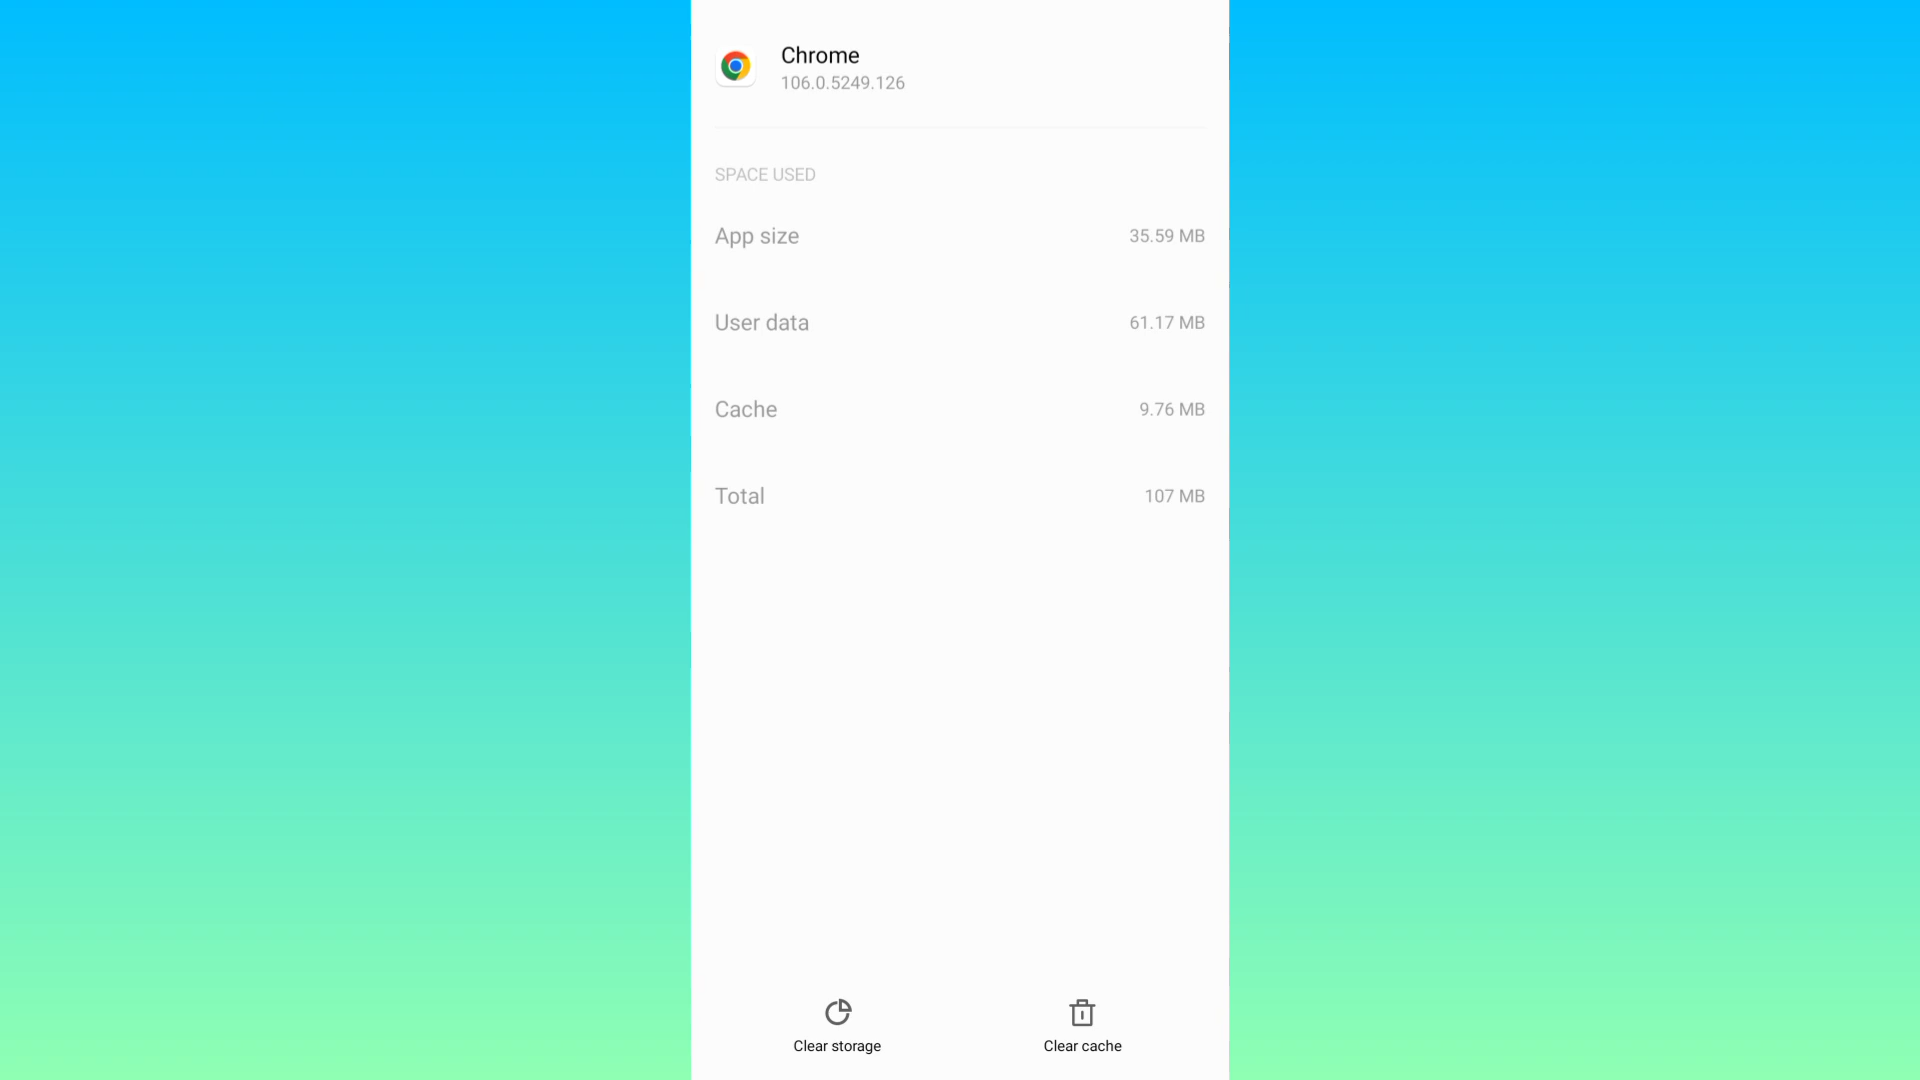 Chrome
106.0.5249.126
SPACE USED
App size 35.59 MB
User data 61.17 MB
Cache 9.76 MB
Total 107 MB
Clear storage Clear cache